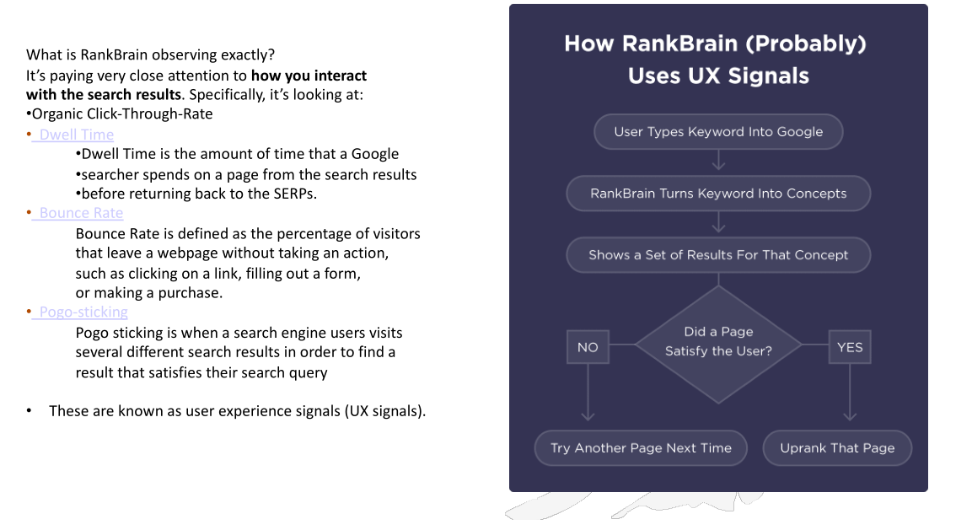 What is RankBrain observing exactly?
It’s paying very close attention to how you interact
with the search results. Specifically, it’s looking at:
•Organic Click-Through-Rate
• Dwell Time
•Dwell Time is the amount of time that a Google
•searcher spends on a page from the search results
•before returning back to the SERPs.
• Bounce Rate
Bounce Rate is defined as the percentage of visitors
that leave a webpage without taking an action,
such as clicking on a link, filling out a form,
or making a purchase.
• Pogo-sticking
Pogo sticking is when a search engine users visits
several different search results in order to find a
result that satisfies their search query
• These are known as user experience signals (UX signals).
How RankBrain (Probably)
Uses UX Signals
User Types Keyword Into Google
RankBrain Turns Keyword Into Concepts
Shows a Set of Results For That Concept
Did a Page
Satisfy the User?
NO
YES
Try Another Page Next Time
Uprank That Page